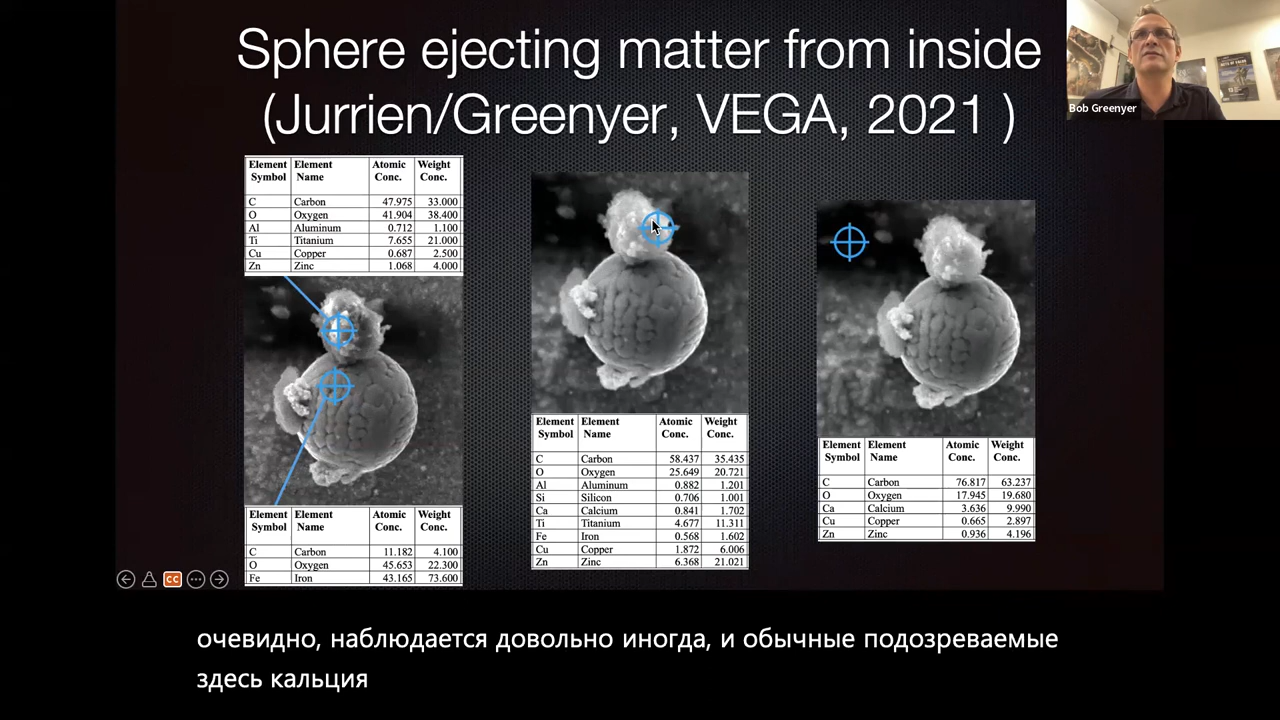 Sphere ejecting matter from inside
(Jurrien/Greenyer, VEGA, 2021 )
Bob Greenyer
Element Symbol Element Name Atomic Conc. Weight Conc.
C Carbon 47.975 33.000
O Oxygen 41.904 38.400
Al Aluminum 0.712 1.100
Ti Titanium 7.655 21.000
Cu Copper 0.687 2.500
Zn Zinc 1.068 4.000
Element Symbol Element Name Atomic Conc. Weight Conc.
C Carbon 11.182 4.100
O Oxygen 45.653 22.300
Fe Iron 43.165 73.600
Element Symbol Element Name Atomic Conc. Weight Conc.
C Carbon 58.437 35.435
O Oxygen 25.649 20.721
Al Aluminum 0.882 1.201
Si Silicon 0.706 1.001
Ca Calcium 0.841 1.702
Ti Titanium 4.677 11.311
Fe Iron 0.568 1.602
Cu Copper 1.872 6.006
Zn Zinc 6.368 21.021
Element Symbol Element Name Atomic Conc. Weight Conc.
C Carbon 76.817 63.237
O Oxygen 17.945 19.680
Ca Calcium 3.636 9.990
Cu Copper 0.665 2.897
Zn Zinc 0.936 4.196
CC
очевидно, наблюдается довольно иногда, и обычные подозреваемые
здесь кальция